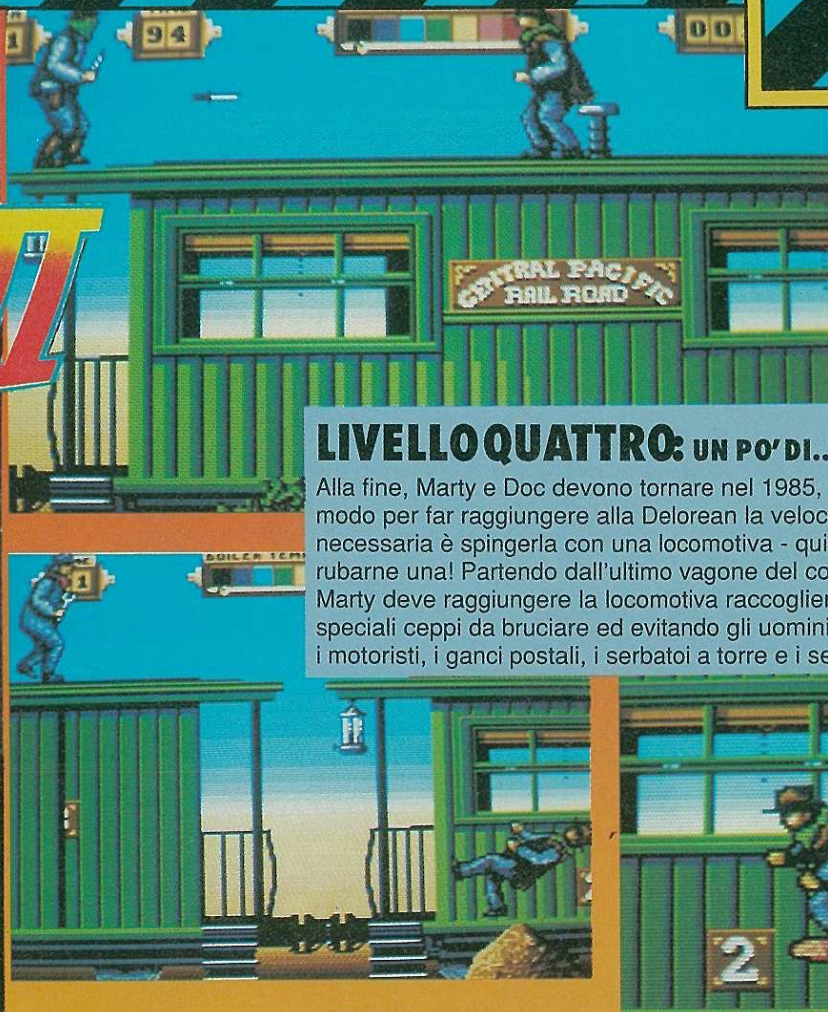 1
94
00
CENTRAL PACIFIC
RAIL ROAD
LIVELLO QUATTRO: UN PO' DI..
Alla fine, Marty e Doc devono tornare nel 1985,
modo per far raggiungere alla Delorean la veloc
necessaria è spingerla con una locomotiva - qui
rubarne una! Partendo dall'ultimo vagone del co
Marty deve raggiungere la locomotiva raccoglier
speciali ceppi da bruciare ed evitando gli uomini
i motoristi, i ganci postali, i serbatoi a torre e i se
1
BOILER TEM
2